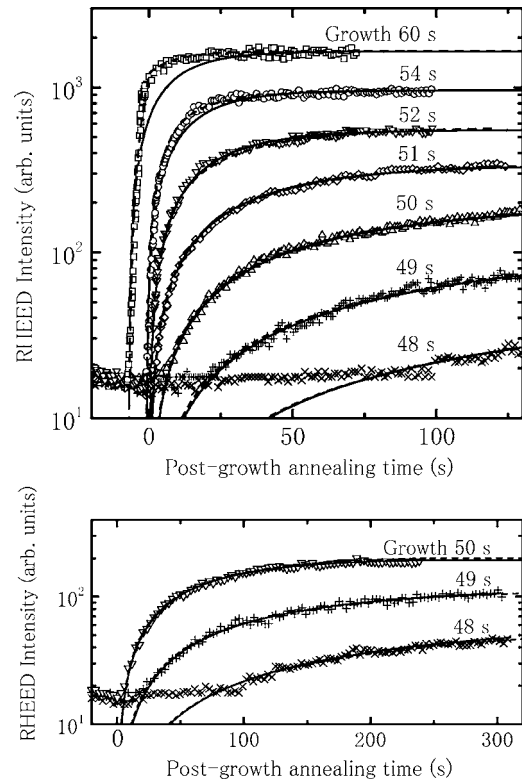 Growth 60 s
54 s
52 s
51 s
50 s
49 s
48 s
10³
10²
10¹
RHEED Intensity (arb. units)
0 50 100
Post-growth annealing time (s)
Growth 50 s
49 s
48 s
10²
10¹
RHEED Intensity (arb. units)
0 100 200 300
Post-growth annealing time (s)